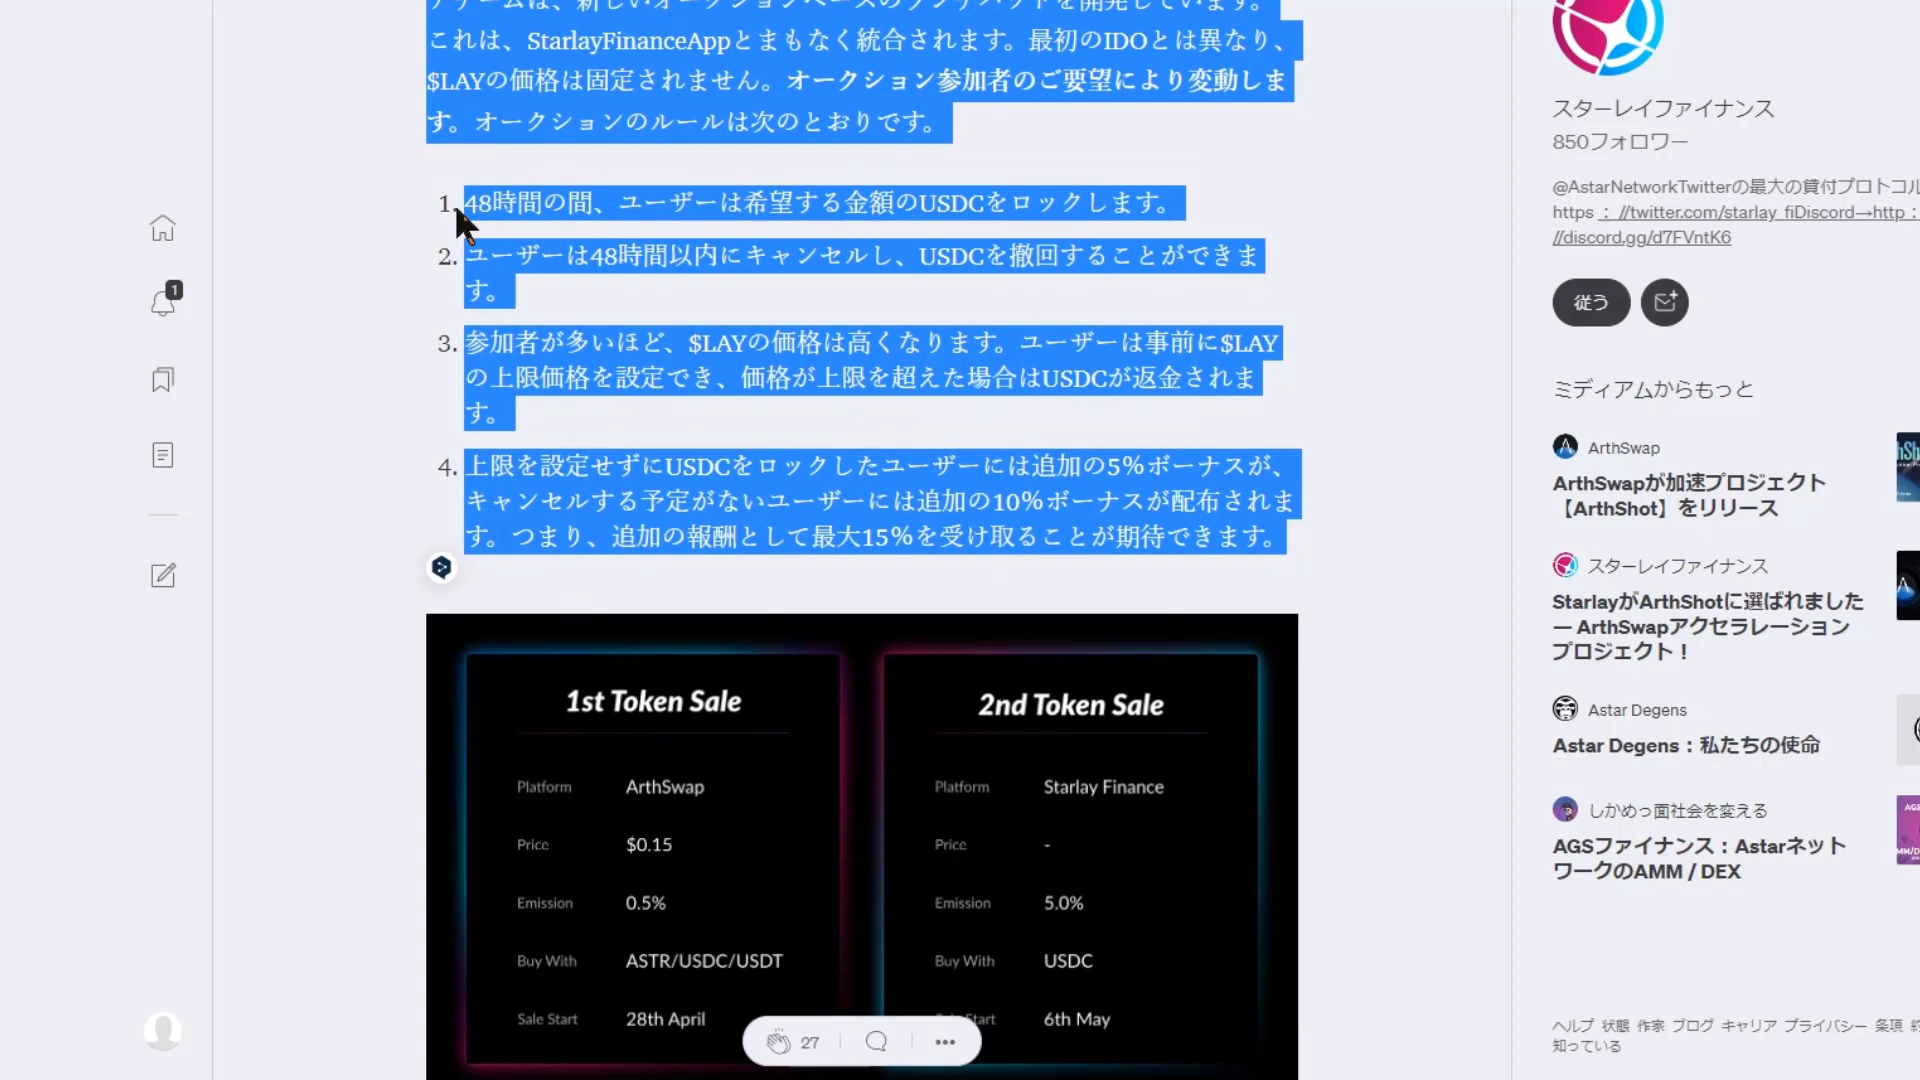 これは、StarlayFinanceAppとまもなく統合されます。最初のIDOとは異なり、
$LAYの価格は固定されません。オークション参加者のご要望により変動しま
す。オークションのルールは次のとおりです。
1. 48時間の間、ユーザーは希望する金額のUSDCをロックします。
2. ユーザーは48時間以内にキャンセルし、USDCを撤回することができま
す。
3. 参加者が多いほど、$LAYの価格は高くなります。ユーザーは事前に$LAY
の上限価格を設定でき、価格が上限を超えた場合はUSDCが返金されま
す。
4. 上限を設定せずにUSDCをロックしたユーザーには追加の5%ボーナスが、
キャンセルする予定がないユーザーには追加の10%ボーナスが配布されま
す。つまり、追加の報酬として最大15%を受け取ることが期待できます。
1st Token Sale
Platform ArthSwap
Price $0.15
Emission 0.5%
Buy With ASTR/USDC/USDT
Sale Start 28th April
2nd Token Sale
Platform Starlay Finance
Price -
Emission 5.0%
Buy With USDC
Start 6th May
27
1
スターレイファイナンス
850フォロワー
@AstarNetworkTwitterの最大の貸付プロトコル
https ：//twitter.com/starlay_fiDiscord→http：
//discord.gg/d7FVntK6
従う
ミディアムからもっと
ArthSwap
ArthSwapが加速プロジェクト
【ArthShot】をリリース
スターレイファイナンス
StarlayがArthShotに選ばれました
— ArthSwapアクセラレーション
プロジェクト！
Astar Degens
Astar Degens：私たちの使命
しかめっ面社会を変える
AGSファイナンス：Astarネット
ワークのAMM / DEX
ヘルプ 状態 作家 ブログ キャリア プライバシー 条項
知っている